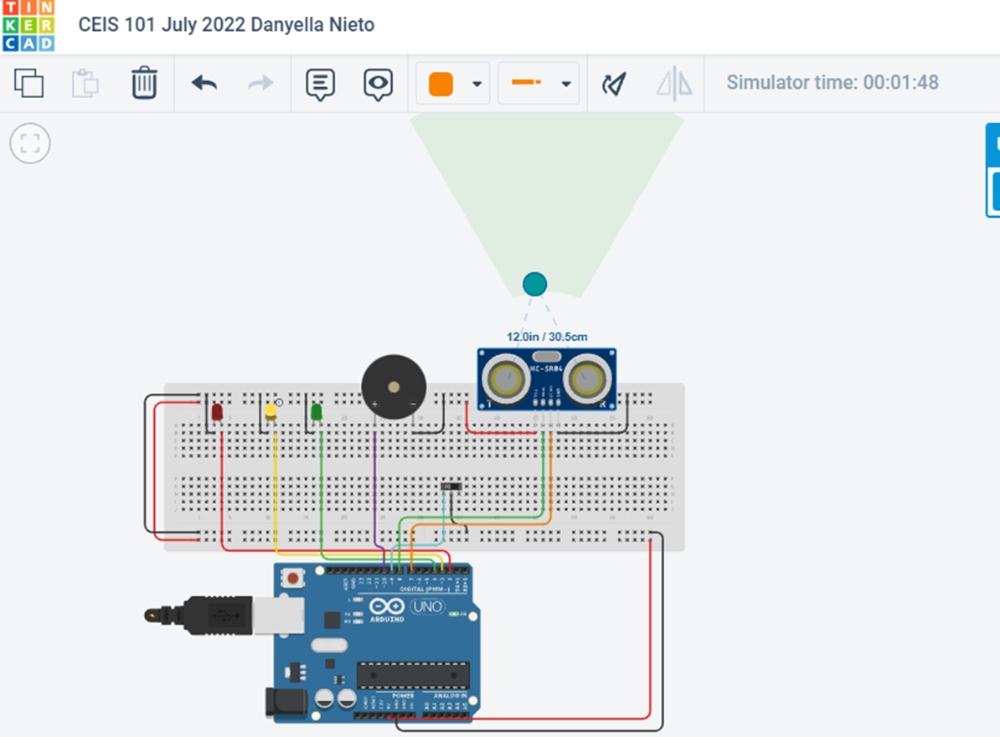 TIN
KER
CAD
CEIS 101 July 2022 Danyella Nieto
Simulator time: 00:01:48
12.0in / 30.5cm
HC-SR04
T
R
+
-
DIGITAL (PWM~)
UNO
ARDUINO
POWER
ANALOG IN